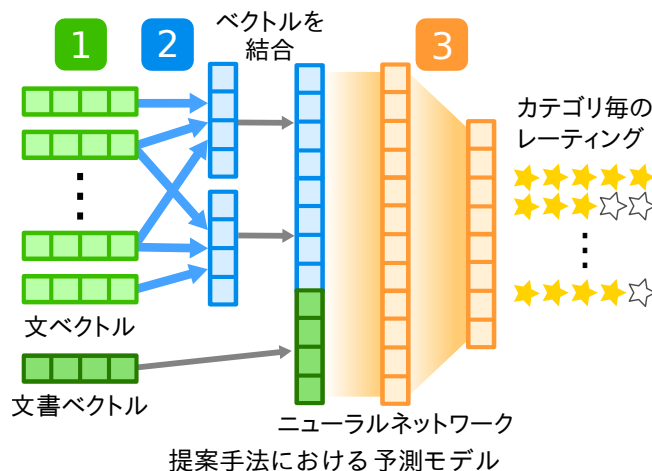 1
2
ベクトルを
結合
3
カテゴリ毎の
レーティング
文ベクトル
文書ベクトル
ニューラルネットワーク
提案手法における予測モデル